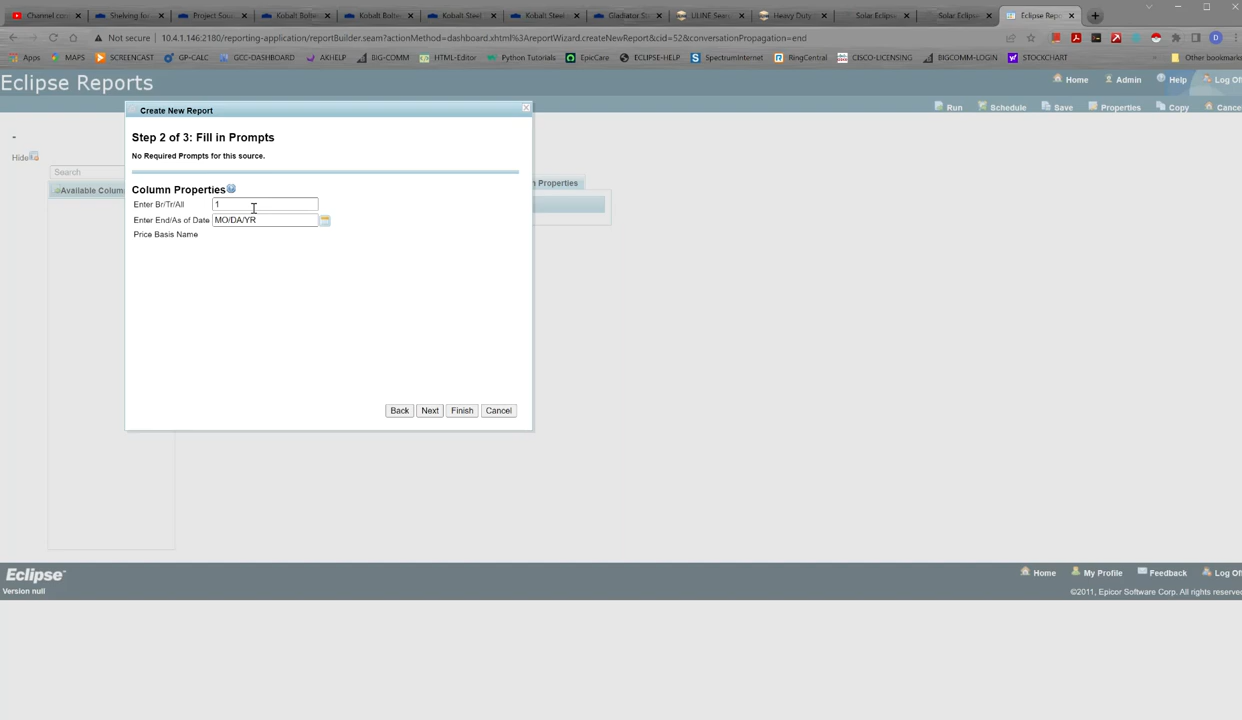 Channel con
Shelving for
Project Sour
Kobalt Bolte
Kobalt Bolte
Kobalt Steel
Kobalt Steel
Gladiator Su
ULINE Sear
Heavy Duty
Solar Eclips
Solar Eclips
Eclipse Repo
Not secure 10.4.1.146:2180/reporting-application/reportBuilder.seam?actionMethod=dashboard.xhtml%3AreportWizard.createNewReport&cid=52&conversationPropagation=end
Apps MAPS SCREENCAST GP-CALC GCC-DASHBOARD AKHELP BIG-COMM HTML-Editor Python Tutorials EpicCare ECLIPSE-HELP SpectrumInternet RingCentral CISCO-LICENSING BIGCOMM-LOGIN STOCKCHART Other bookmarks
Eclipse Reports
Home Admin Help Log Of
Run Schedule Save Properties Copy Cance
Create New Report
-
Hide
Search
Available Colum
Step 2 of 3: Fill in Prompts
No Required Prompts for this source.
n Properties
Column Properties
Enter Br/Tr/All 1
Enter End/As of Date MO/DA/YR
Price Basis Name
Back Next Finish Cancel
Eclipse
Version null
Home My Profile Feedback Log Of
©2011, Epicor Software Corp. All rights reserve